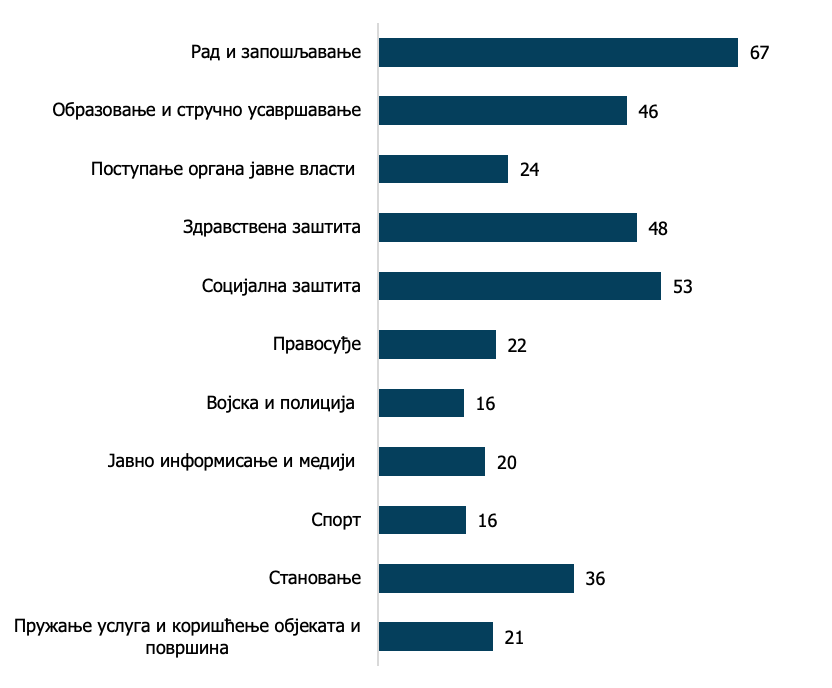 Рад и запошљавање 67
Образовање и стручно усавршавање 46
Поступање органа јавне власти 24
Здравствена заштита 48
Социјална заштита 53
Правосуђе 22
Војска и полиција 16
Јавно информисање и медији 20
Спорт 16
Становање 36
Пружање услуга и коришћење објеката и
површина 21